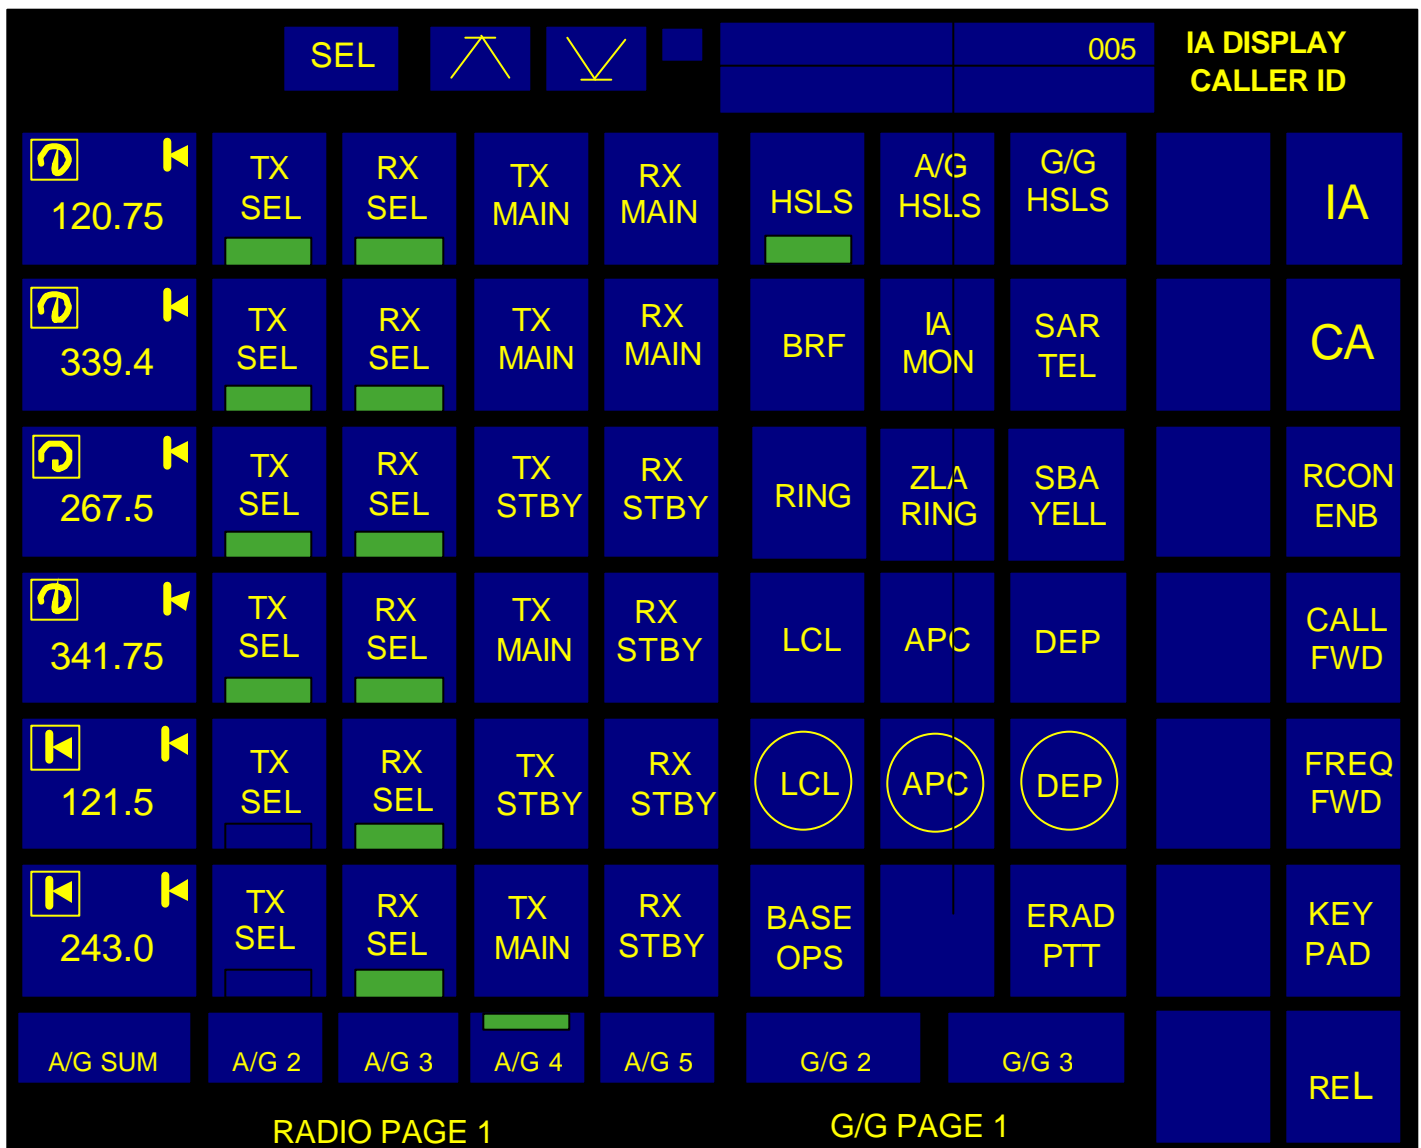 SEL
005
IA DISPLAY
CALLER ID
120.75
TX
SEL
RX
SEL
TX
MAIN
RX
MAIN
HSLS
A/G
HSLS
G/G
HSLS
IA
339.4
TX
SEL
RX
SEL
TX
MAIN
RX
MAIN
BRF
IA
MON
SAR
TEL
CA
267.5
TX
SEL
RX
SEL
TX
STBY
RX
STBY
RING
ZLA
RING
SBA
YELL
RCON
ENB
341.75
TX
SEL
RX
SEL
TX
MAIN
RX
STBY
LCL
APC
DEP
CALL
FWD
121.5
TX
SEL
RX
SEL
TX
STBY
RX
STBY
LCL
APC
DEP
FREQ
FWD
243.0
TX
SEL
RX
SEL
TX
MAIN
RX
STBY
BASE
OPS
ERAD
PTT
KEY
PAD
A/G SUM
A/G 2
A/G 3
A/G 4
A/G 5
G/G 2
G/G 3
REL
RADIO PAGE 1
G/G PAGE 1